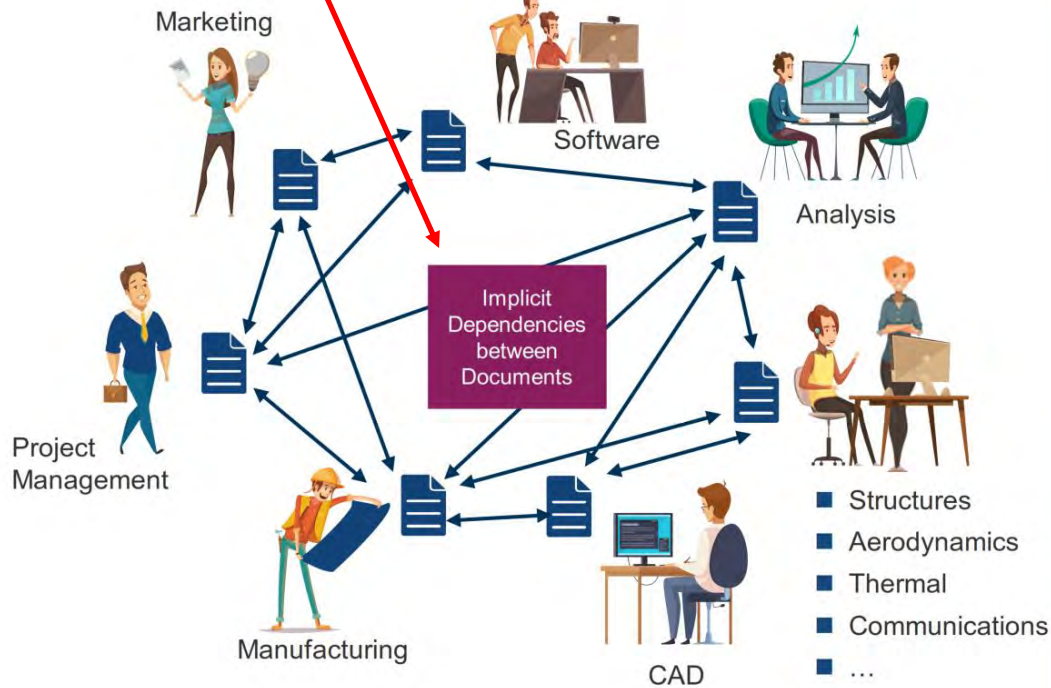 Marketing
Software
Analysis
Implicit
Dependencies
between
Documents
Project
Management
Manufacturing
CAD
■ Structures
■ Aerodynamics
■ Thermal
■ Communications
■ …